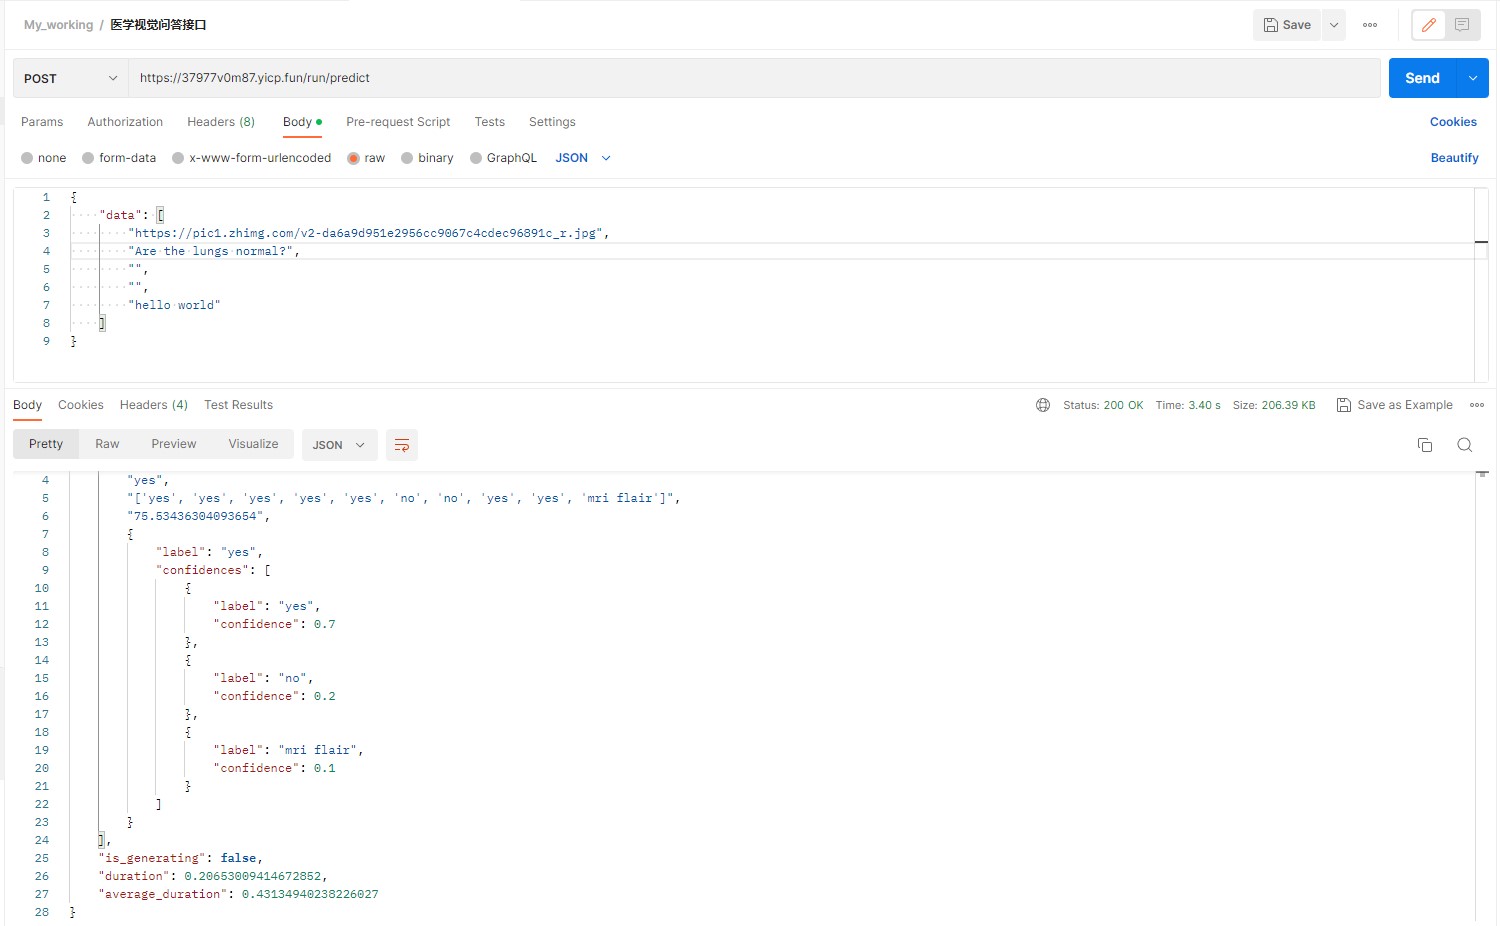 My_working / 医学视觉问答接口
Save
POST
https://37977v0m87.yicp.fun/run/predict
Send
Params Authorization Headers (8) Body Pre-request Script Tests Settings Cookies
none form-data x-www-form-urlencoded raw binary GraphQL JSON Beautify
1 {
2 "data": [
3 "https://pic1.zhimg.com/v2-da6a9d951e2956cc9067c4cdec96891c_r.jpg",
4 "Are the lungs normal?",
5 "",
6 "",
7 "hello world"
8 ]
9 }
Body Cookies Headers (4) Test Results Status: 200 OK Time: 3.40 s Size: 206.39 KB Save as Example
Pretty Raw Preview Visualize JSON
4 "yes",
5 "['yes', 'yes', 'yes', 'yes', 'yes', 'no', 'no', 'yes', 'yes', 'mri flair']",
6 "75.53436304093654",
7 {
8 "label": "yes",
9 "confidences": [
10 {
11 "label": "yes",
12 "confidence": 0.7
13 },
14 {
15 "label": "no",
16 "confidence": 0.2
17 },
18 {
19 "label": "mri flair",
20 "confidence": 0.1
21 }
22 ]
23 }
24 ],
25 "is_generating": false,
26 "duration": 0.20653009414672852,
27 "average_duration": 0.43134940238226027
28 }